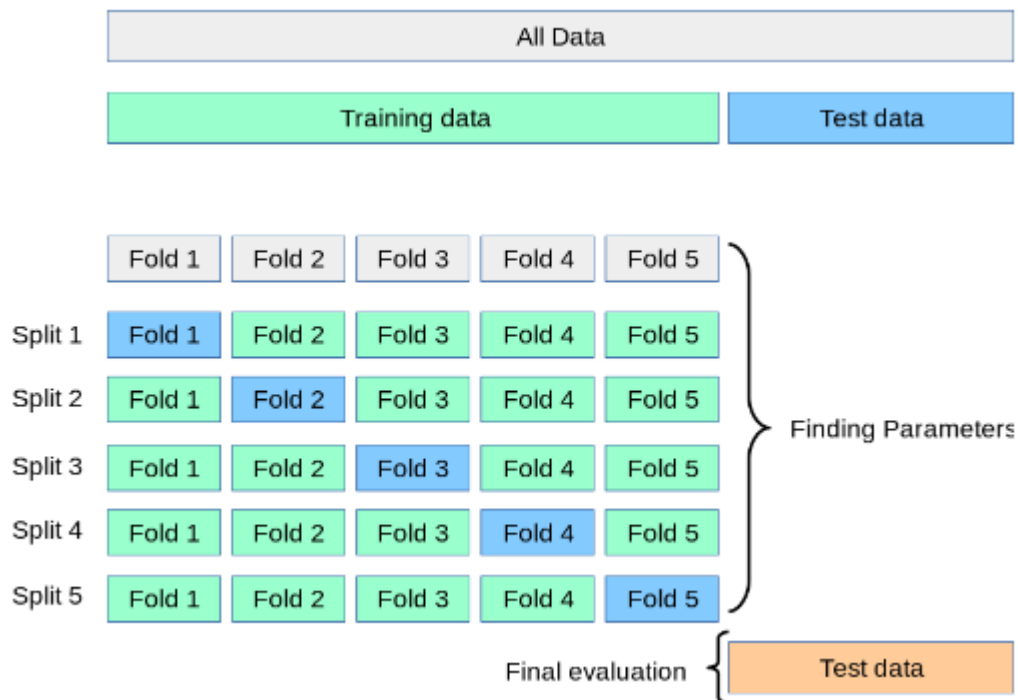 All Data
Training data Test data
Fold 1 Fold 2 Fold 3 Fold 4 Fold 5
Split 1 Fold 1 Fold 2 Fold 3 Fold 4 Fold 5
Split 2 Fold 1 Fold 2 Fold 3 Fold 4 Fold 5
Finding Parameters
Split 3 Fold 1 Fold 2 Fold 3 Fold 4 Fold 5
Split 4 Fold 1 Fold 2 Fold 3 Fold 4 Fold 5
Split 5 Fold 1 Fold 2 Fold 3 Fold 4 Fold 5
Final evaluation Test data